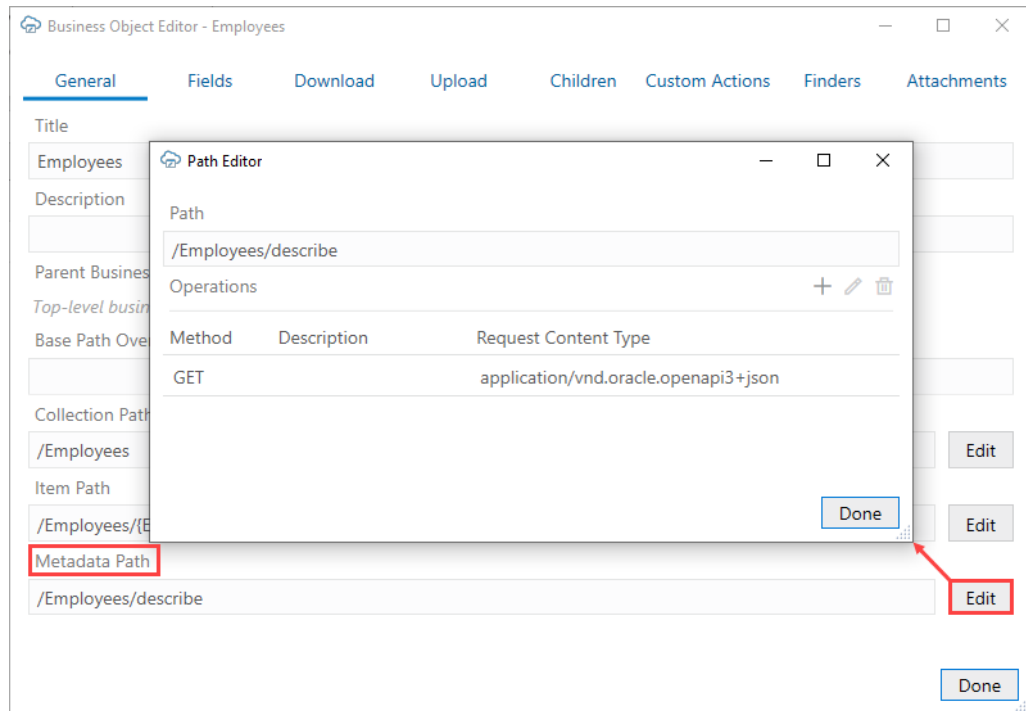 Business Object Editor - Employees
General Fields Download Upload Children Custom Actions Finders Attachments
Title
Employees
Path Editor
Description
Path
/Employees/describe
Parent Busines
Operations
Top-level busin
Base Path Ove
Method Description Request Content Type
GET application/vnd.oracle.openapi3+json
Collection Path
/Employees Edit
Item Path
Done
/Employees/{E Edit
Metadata Path
/Employees/describe Edit
Done